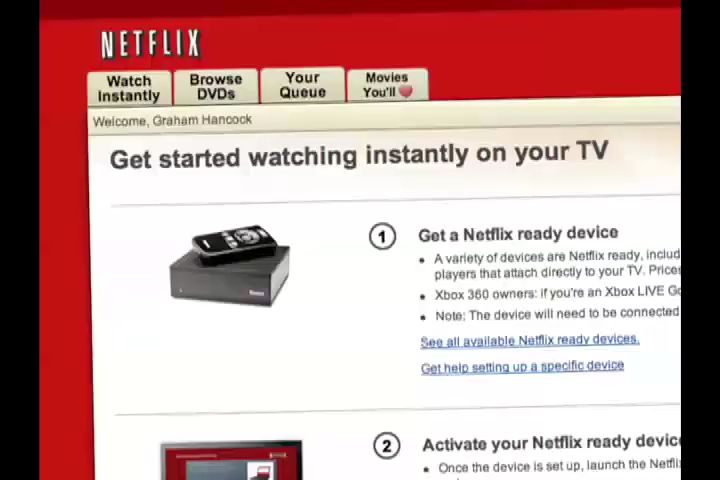 NETFLIX
Watch Instantly
Browse DVDs
Your Queue
Movies You'll
Welcome, Graham Hancock
Get started watching instantly on your TV
1 Get a Netflix ready device
• A variety of devices are Netflix ready, includ
players that attach directly to your TV. Price
• Xbox 360 owners: if you're an Xbox LIVE Go
• Note: The device will need to be connected
See all available Netflix ready devices.
Get help setting up a specific device
2 Activate your Netflix ready devic
• Once the device is set up, launch the Netfli